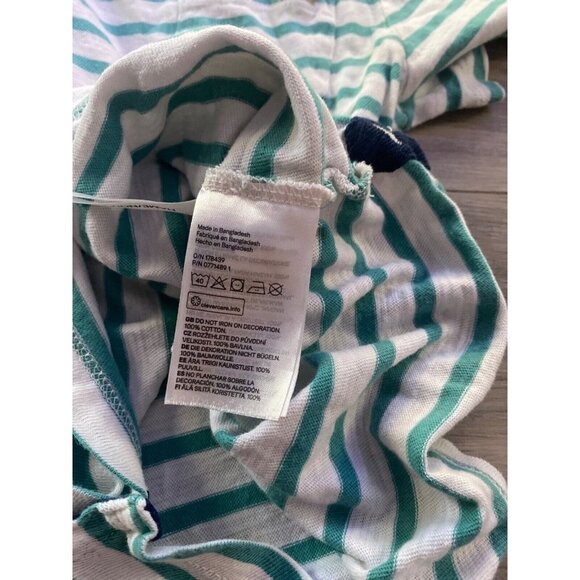 Made in Bangladesh
Fabriqué en Bangladesh
Hecho en Bangladesh
O/N 178439
P/N 0771489.1
40
clevercare.info
GB DO NOT IRON ON DECORATION.
100% COTTON.
CZ ROZŽEHLETE DO PŮVODNÍ
VELIKOSTI. 100% BAVLNA.
DE DIE DEKORATION NICHT BÜGELN.
100% BAUMWOLLE.
EE ÄRA TRIIGI KAUNISTUST. 100%
PUUVILL.
ES NO PLANCHAR SOBRE LA
DECORACIÓN. 100% ALGODÓN.
FI ÄLÄ SILITÄ KORISTETTA. 100%